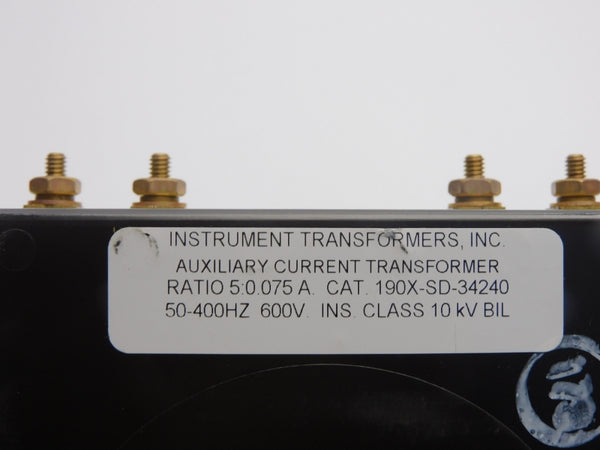 INSTRUMENT TRANSFORMERS, INC.
AUXILIARY CURRENT TRANSFORMER
RATIO 5:0.075 A. CAT. 190X-SD-34240
50-400HZ 600V. INS. CLASS 10 kV BIL